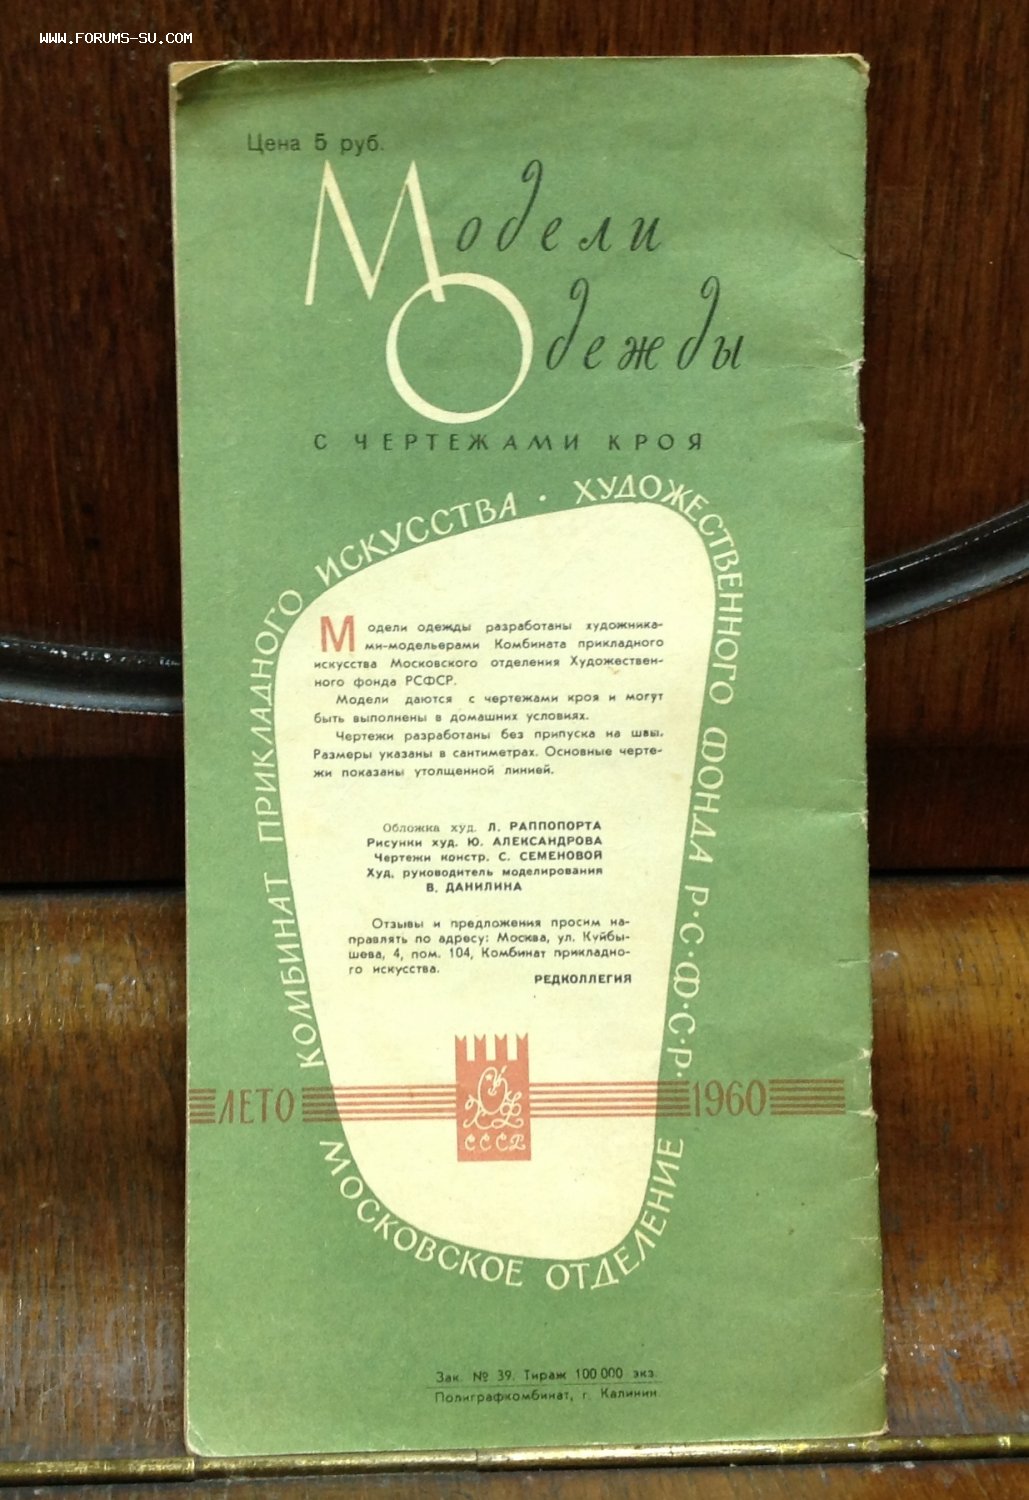 WWW.FORUMS-SU.COM
Цена 5 руб.
Модели
Одежды
С ЧЕРТЕЖАМИ КРОЯ
КОМБИНАТ ПРИКЛАДНОГО ИСКУССТВА · ХУДОЖЕСТВЕННОГО ФОНДА Р·С·Ф·С·Р·
Модели одежды разработаны художника-
ми-модельерами Комбината прикладного
искусства Московского отделения Художествен-
ного фонда РСФСР.
Модели даются с чертежами кроя и могут
быть выполнены в домашних условиях.
Чертежи разработаны без припуска на швы.
Размеры указаны в сантиметрах. Основные черте-
жи показаны утолщенной линией.
Обложка худ. Л. РАППОПОРТА
Рисунки худ. Ю. АЛЕКСАНДРОВА
Чертежи констр. С. СЕМЕНОВОЙ
Худ. руководитель моделирования
В. ДАНИЛИНА
Отзывы и предложения просим на-
править по адресу: Москва, ул. Куйбы-
шева, 4, пом. 104, Комбинат прикладно-
го искусства.
РЕДКОЛЛЕГИЯ
ЛЕТО 1960
СССР
МОСКОВСКОЕ ОТДЕЛЕНИЕ
Зак. № 39. Тираж 100 000 экз.
Полиграфкомбинат, г. Калинин.